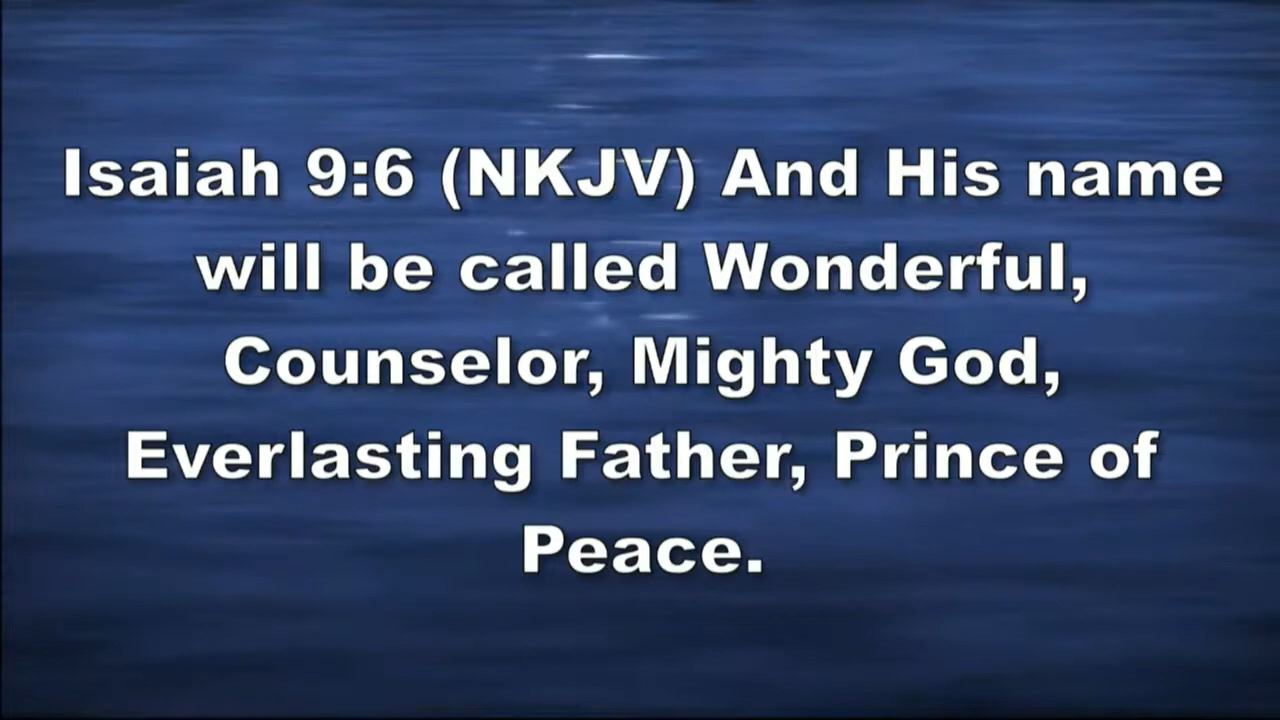 Isaiah 9:6 (NKJV) And His name
will be called Wonderful,
Counselor, Mighty God,
Everlasting Father, Prince of
Peace.